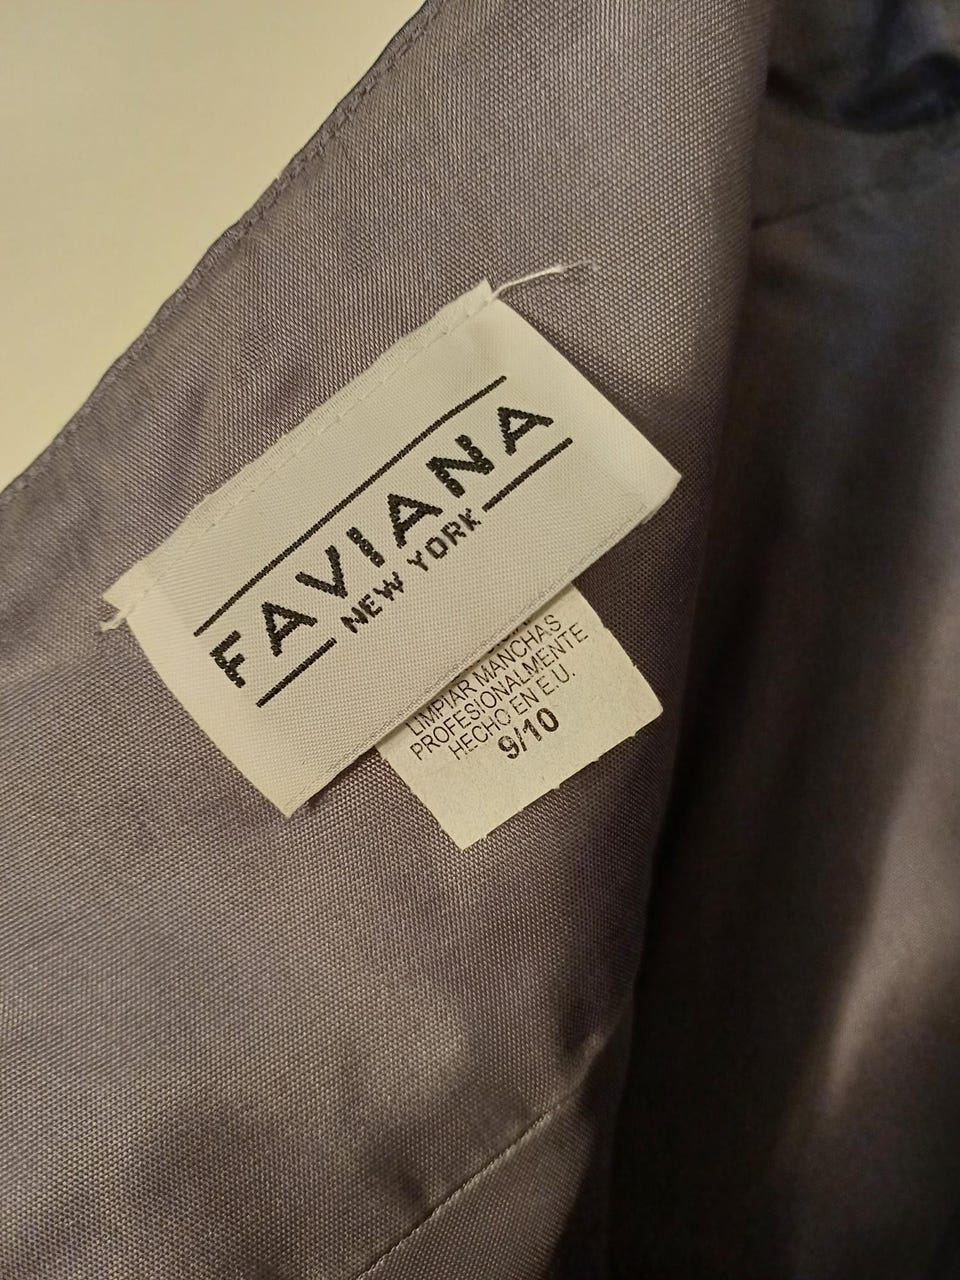 FAVIANA
NEW YORK
LIMPIAR MANCHAS
PROFESIONALMENTE
HECHO EN E.U.
9/10